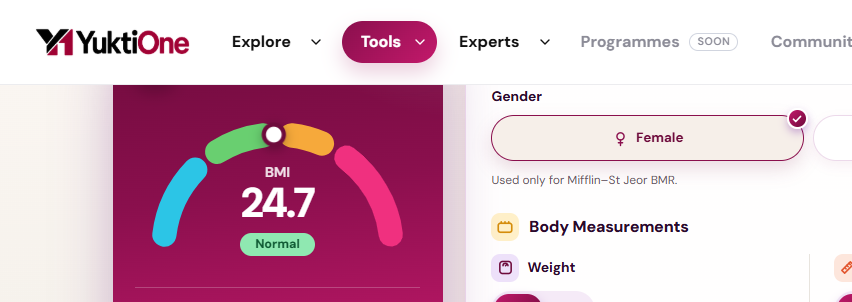 YuktiOne
Explore
Tools
Experts
Programmes SOON
Gender
Female
Used only for Mifflin–St Jeor BMR.
BMI
24.7
Normal
Body Measurements
Weight